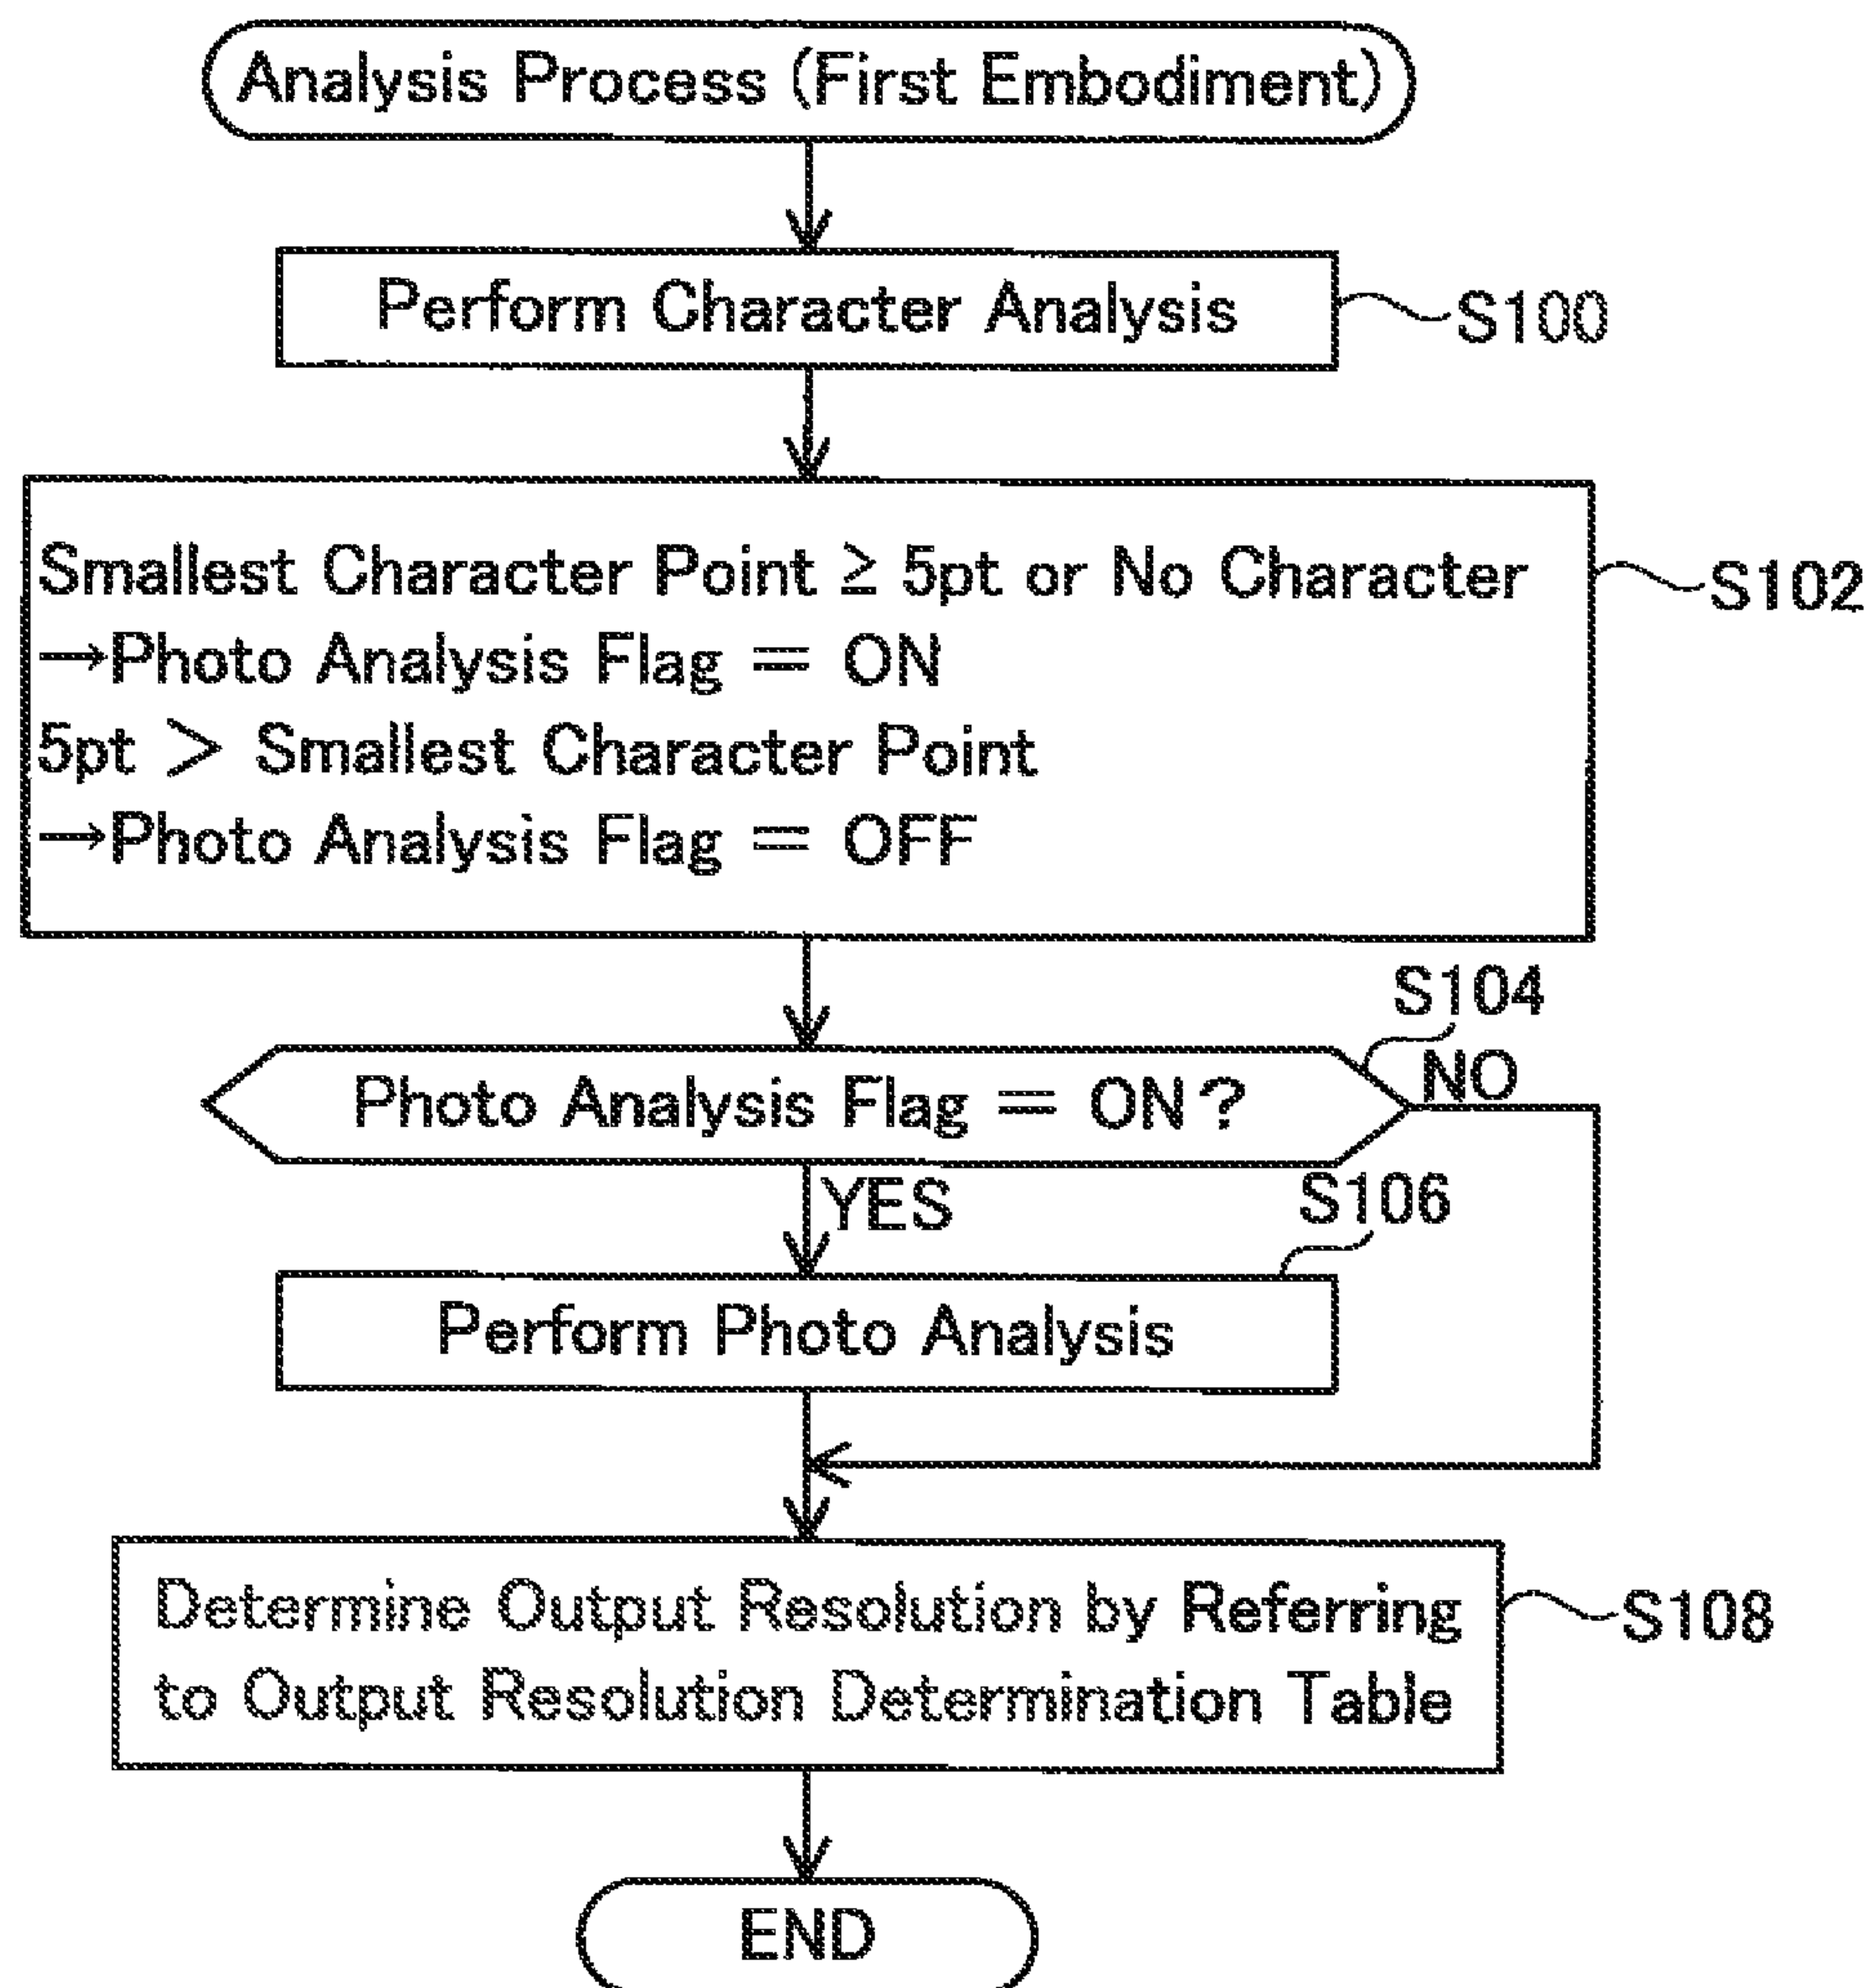 Analysis Process (First Embodiment)
Perform Character Analysis
S100
Smallest Character Point ≥ 5pt or No Character
→Photo Analysis Flag = ON
5pt > Smallest Character Point
→Photo Analysis Flag = OFF
S102
S104
Photo Analysis Flag = ON?
NO
YES
S106
Perform Photo Analysis
Determine Output Resolution by Referring
to Output Resolution Determination Table
S108
END